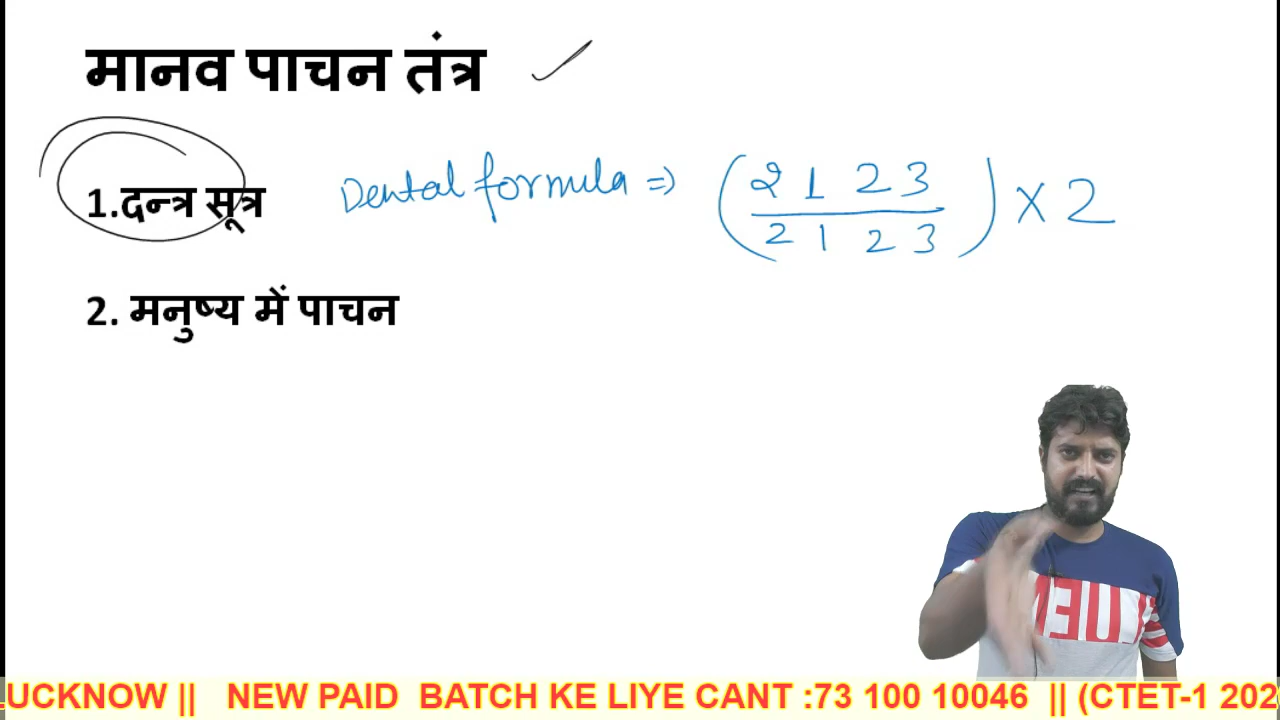 मानव पाचन तंत्र
1.दन्त्र सूत्र Dental formula ⇒ (2 1 2 3 / 2 1 2 3) × 2
2. मनुष्य में पाचन
UCKNOW || NEW PAID BATCH KE LIYE CANT :73 100 10046 || (CTET-1 202